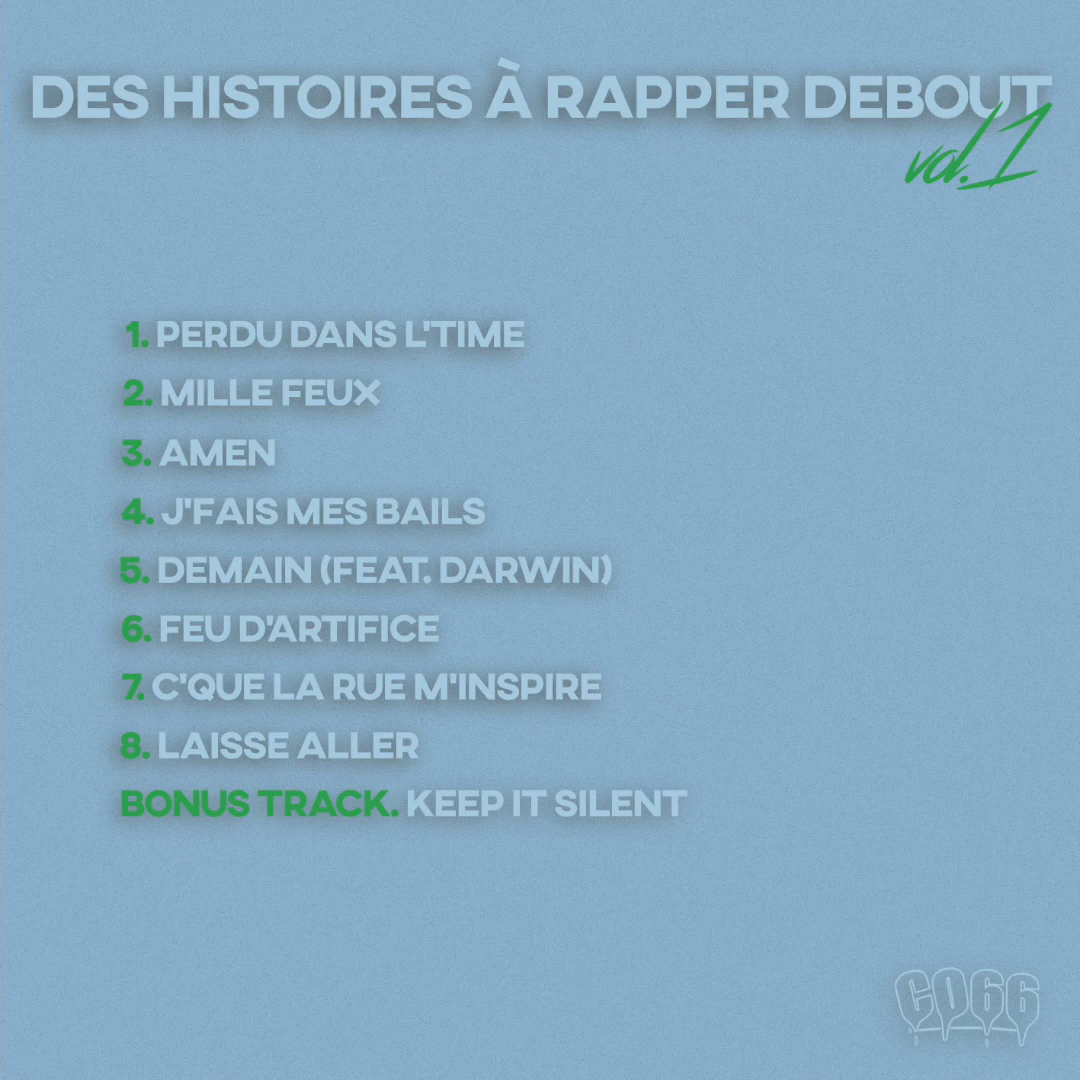 DES HISTOIRES À RAPPER DEBOUT
vol.1
1. PERDU DANS L'TIME
2. MILLE FEUX
3. AMEN
4. J'FAIS MES BAILS
5. DEMAIN (FEAT. DARWIN)
6. FEU D'ARTIFICE
7. C'QUE LA RUE M'INSPIRE
8. LAISSE ALLER
BONUS TRACK. KEEP IT SILENT
CO66